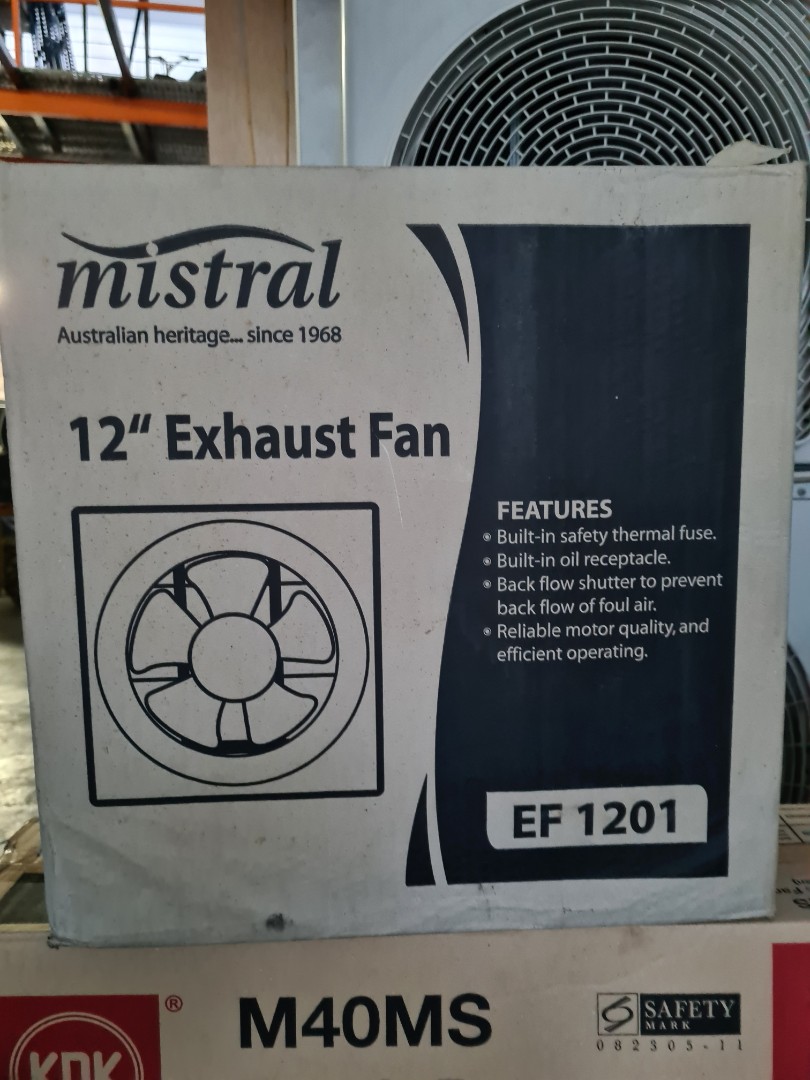 mistral
Australian heritage... since 1968
12“ Exhaust Fan
FEATURES
Built-in safety thermal fuse.
Built-in oil receptacle.
Back flow shutter to prevent
back flow of foul air.
Reliable motor quality, and
efficient operating.
EF 1201
KDK
®
M40MS
SAFETY
MARK
082305-11